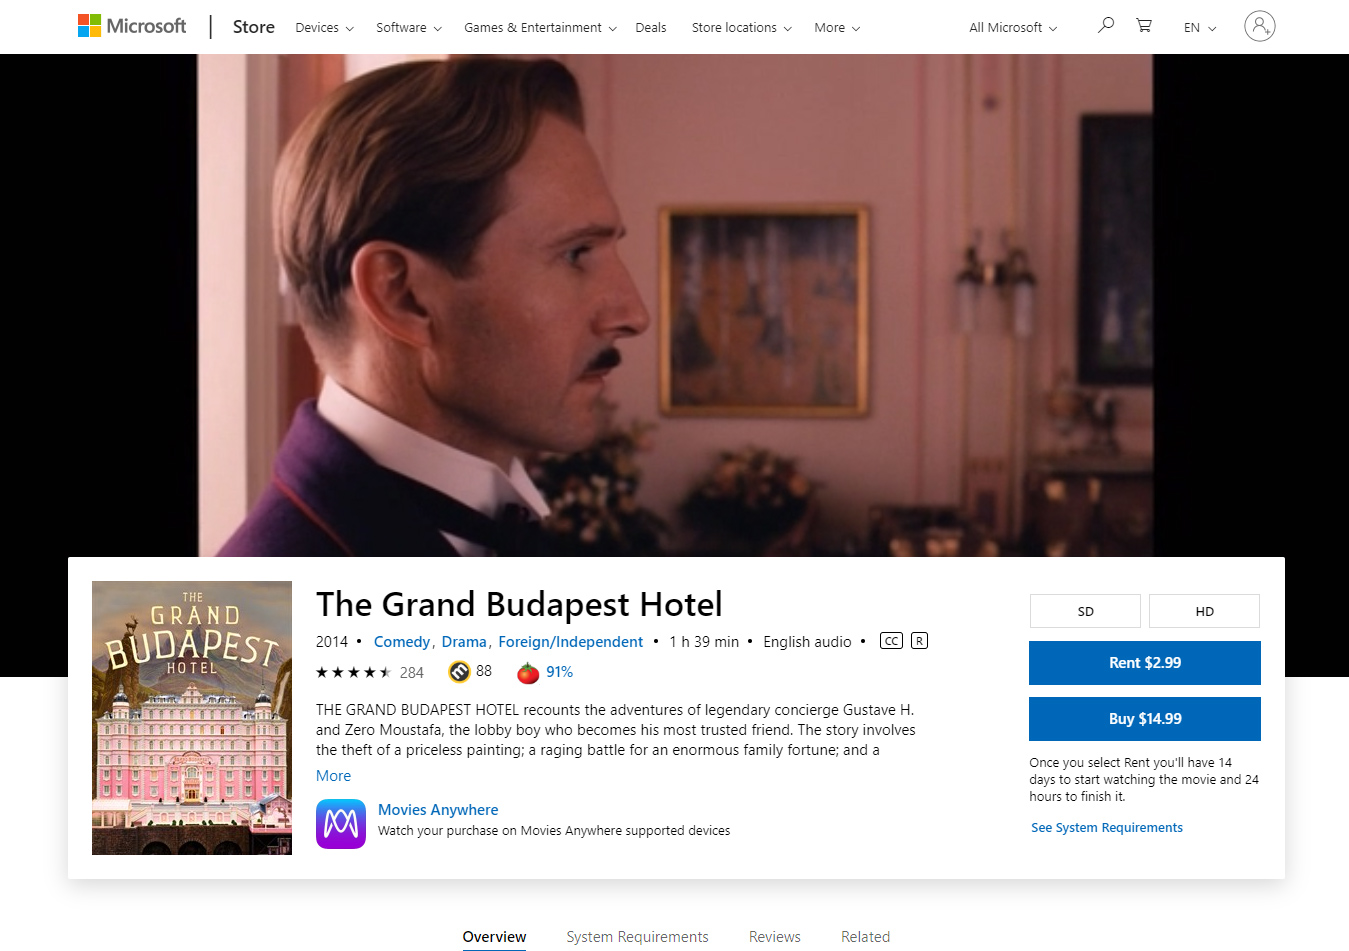 Microsoft Store Devices Software Games & Entertainment Deals Store locations More All Microsoft EN
THE
GRAND
BUDAPEST
HOTEL
The Grand Budapest Hotel
2014 • Comedy, Drama, Foreign/Independent • 1 h 39 min • English audio • CC R
284 88 91%
THE GRAND BUDAPEST HOTEL recounts the adventures of legendary concierge Gustave H.
and Zero Moustafa, the lobby boy who becomes his most trusted friend. The story involves
the theft of a priceless painting; a raging battle for an enormous family fortune; and a
More
Movies Anywhere
Watch your purchase on Movies Anywhere supported devices
SD HD
Rent $2.99
Buy $14.99
Once you select Rent you'll have 14
days to start watching the movie and 24
hours to finish it.
See System Requirements
Overview System Requirements Reviews Related